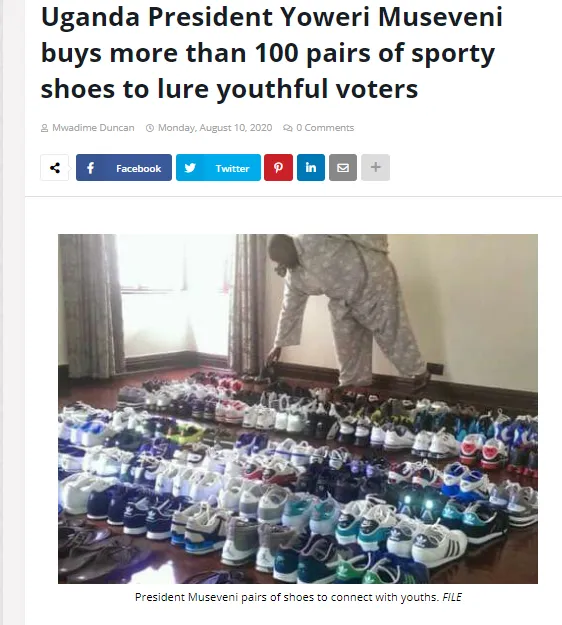 Uganda President Yoweri Museveni
buys more than 100 pairs of sporty
shoes to lure youthful voters
Mwadime Duncan Monday, August 10, 2020 0 Comments
Facebook Twitter in +
President Museveni pairs of shoes to connect with youths. FILE